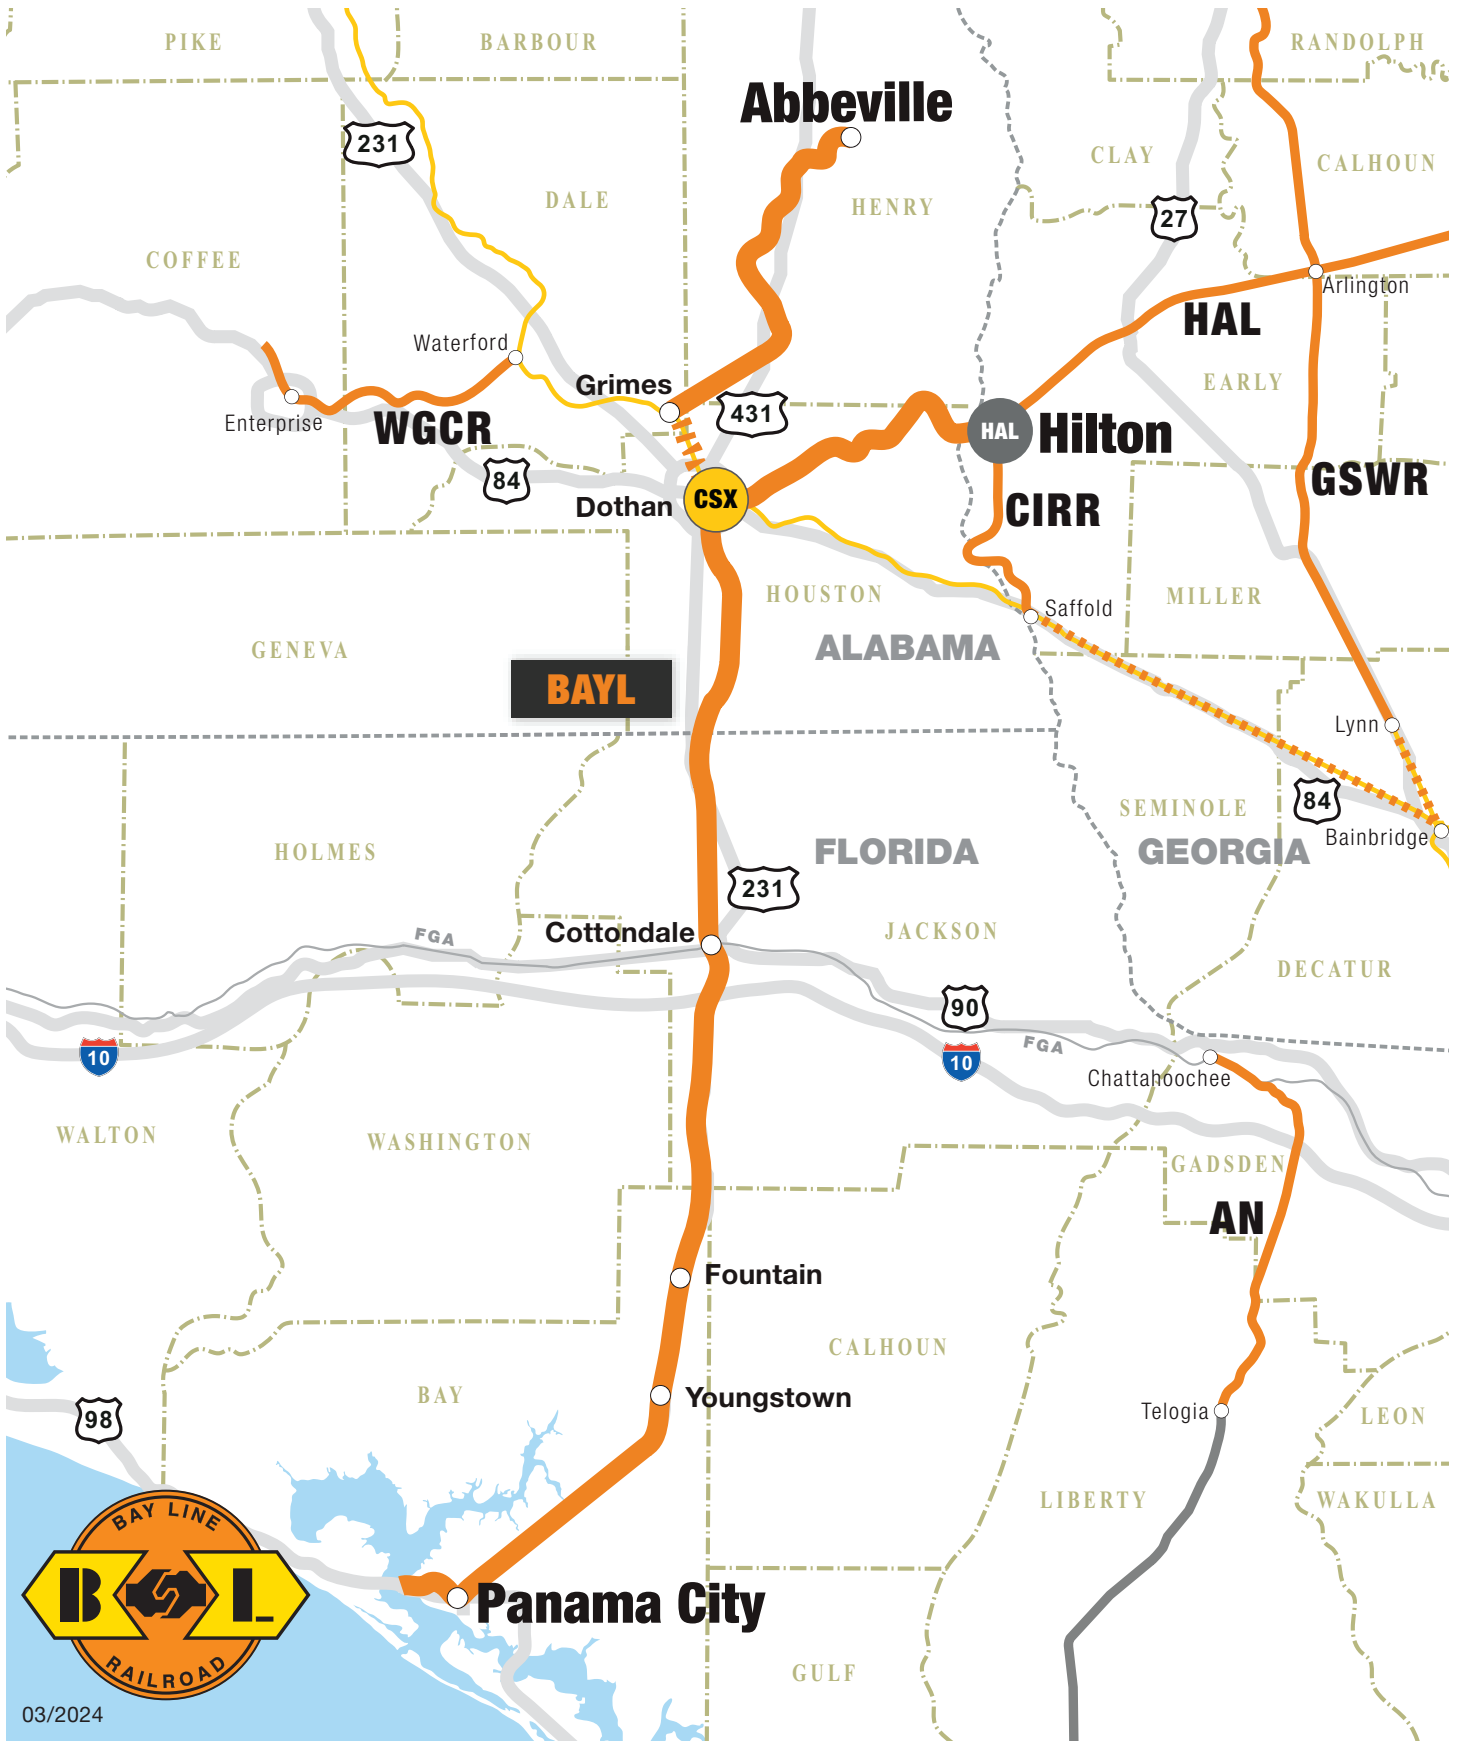 PIKE
BARBOUR
RANDOLPH
Abbeville
231
CLAY
CALHOUN
DALE
HENRY
27
COFFEE
Arlington
HAL
Waterford
Grimes
EARLY
431
Enterprise
WGCR
HAL
Hilton
84
GSWR
CSX
Dothan
CIRR
HOUSTON
MILLER
Saffold
GENEVA
ALABAMA
BAYL
Lynn
84
SEMINOLE
Bainbridge
HOLMES
FLORIDA
GEORGIA
231
FGA
Cottondale
JACKSON
DECATUR
90
FGA
10
10
Chattahoochee
WALTON
WASHINGTON
GADSDEN
AN
Fountain
CALHOUN
BAY
Youngstown
98
Telogia
LEON
LIBERTY
WAKULLA
BAY LINE
B L
Panama City
RAILROAD
GULF
03/2024